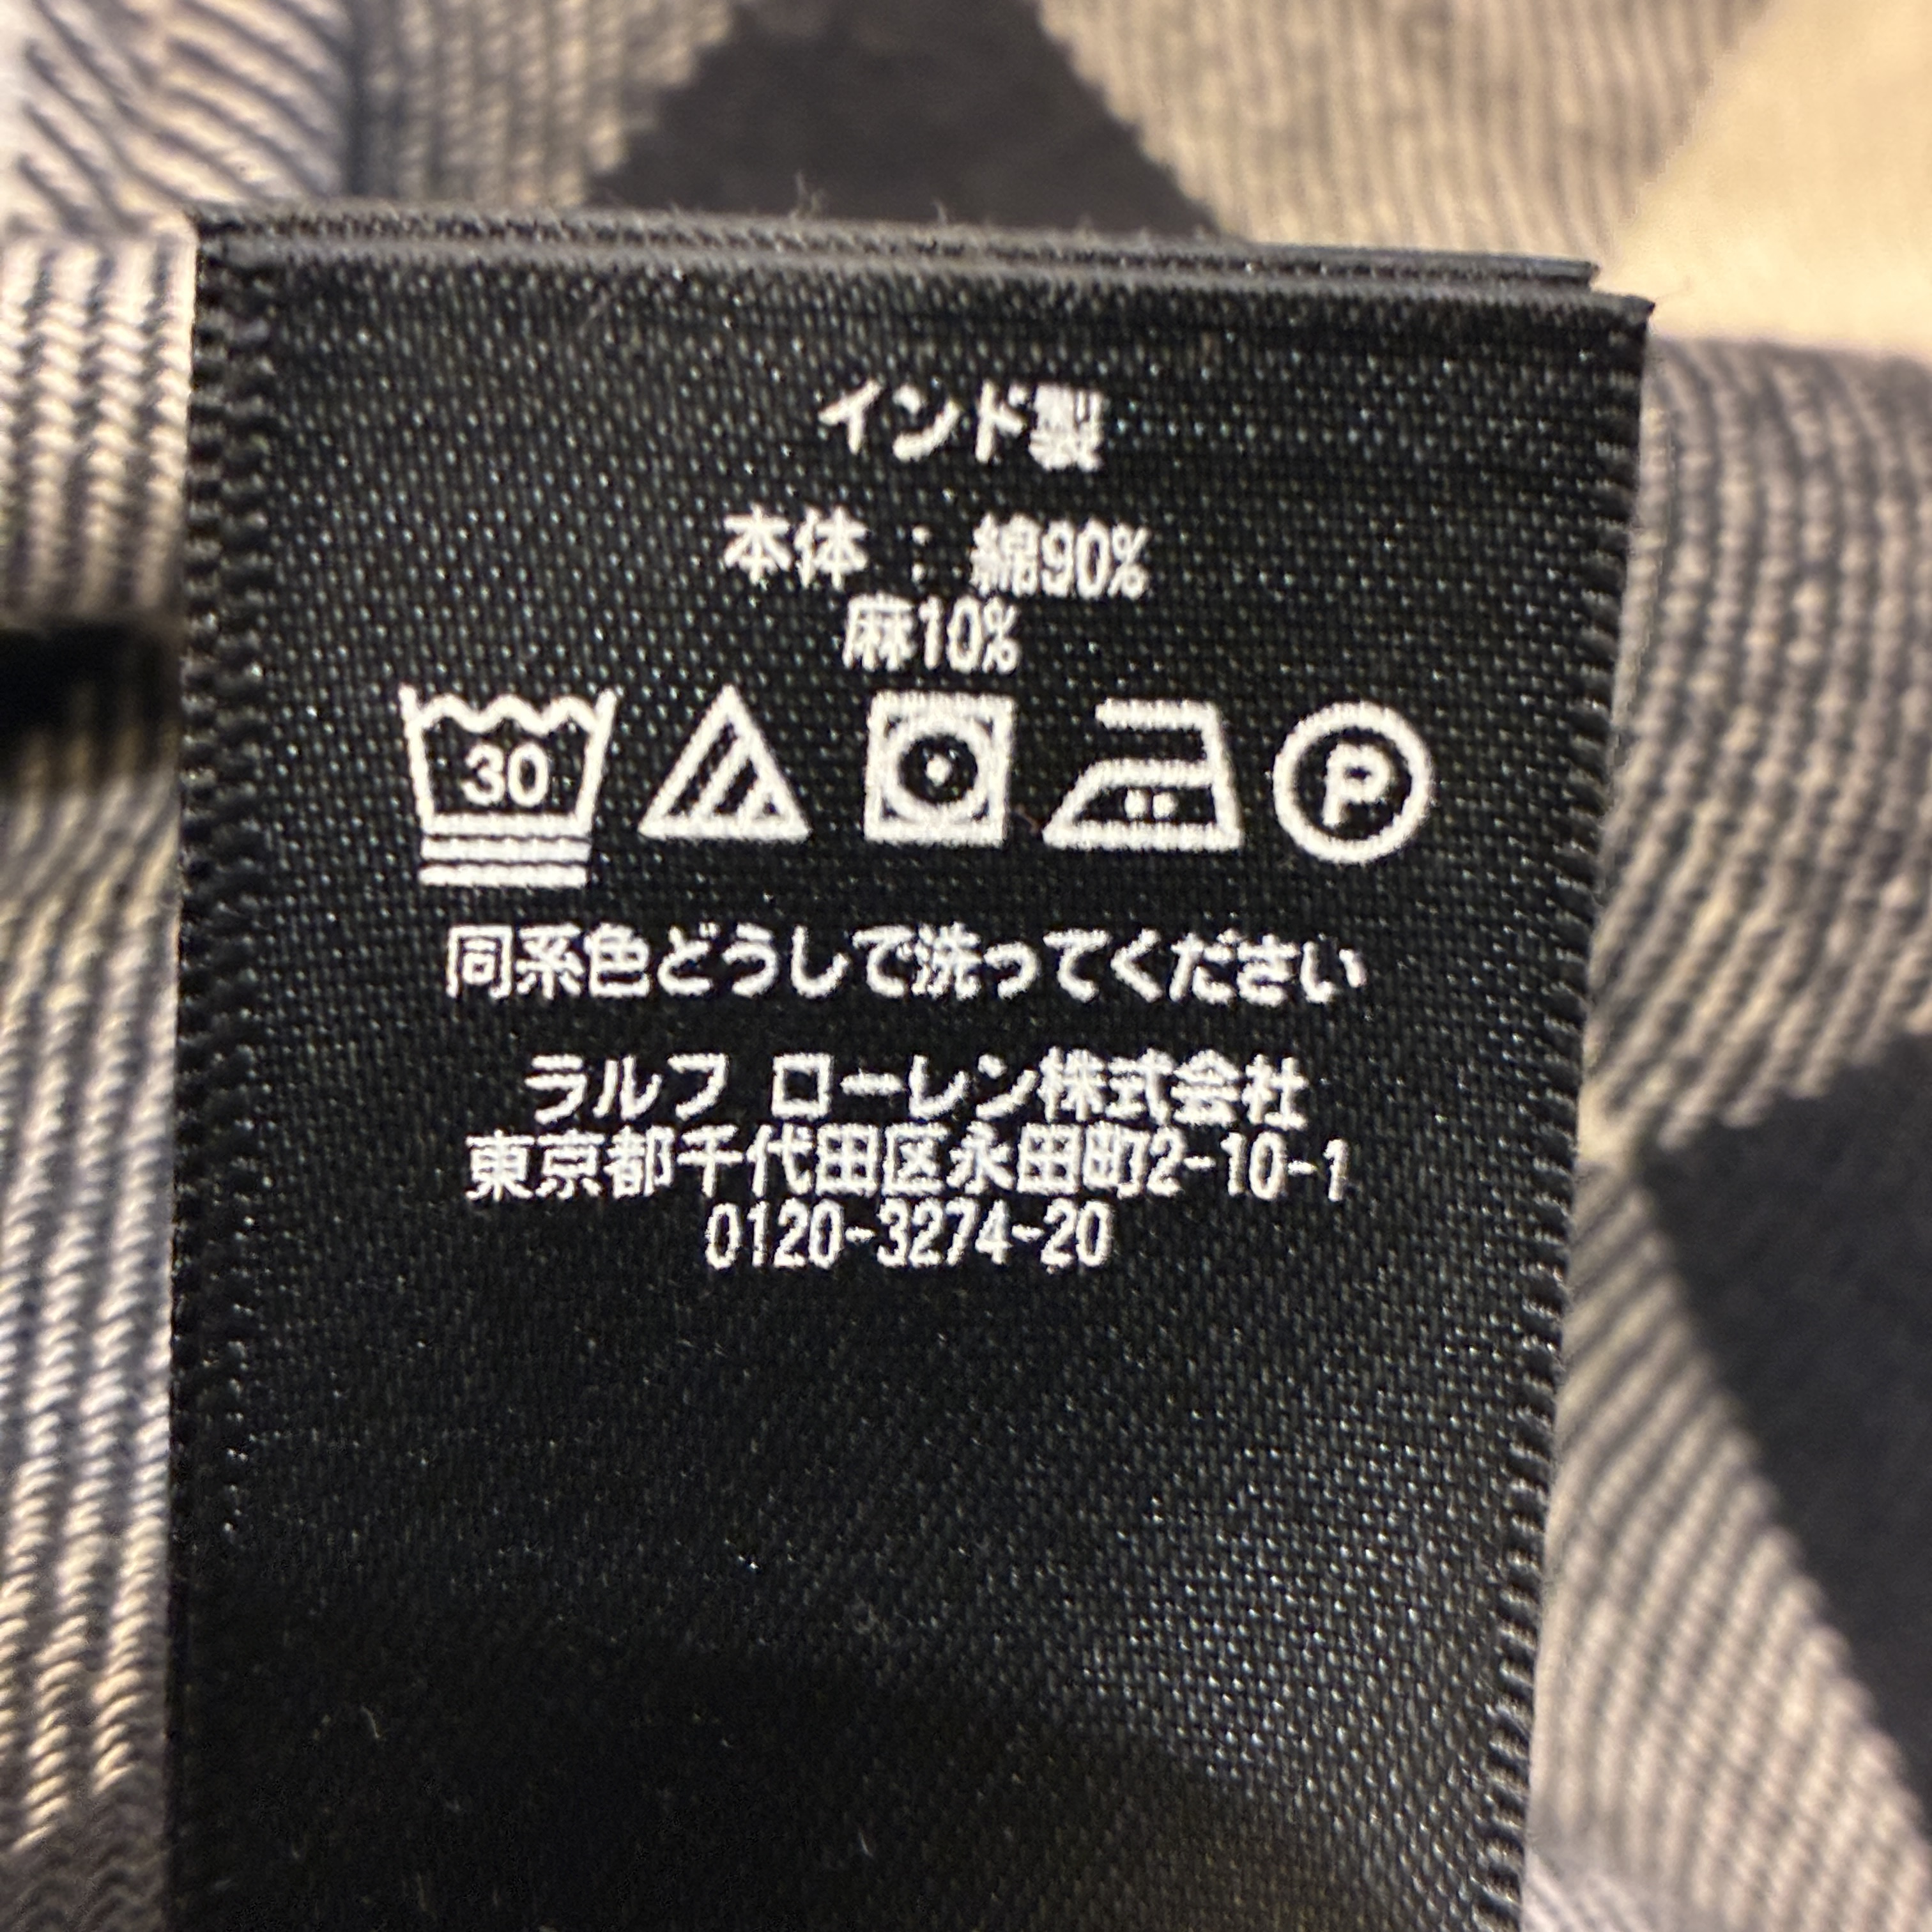 インド製
本体 : 綿90%
麻10%
30
P
同系色どうしで洗ってください
ラルフ ローレン株式会社
東京都千代田区永田町2-10-1
0120-3274-20